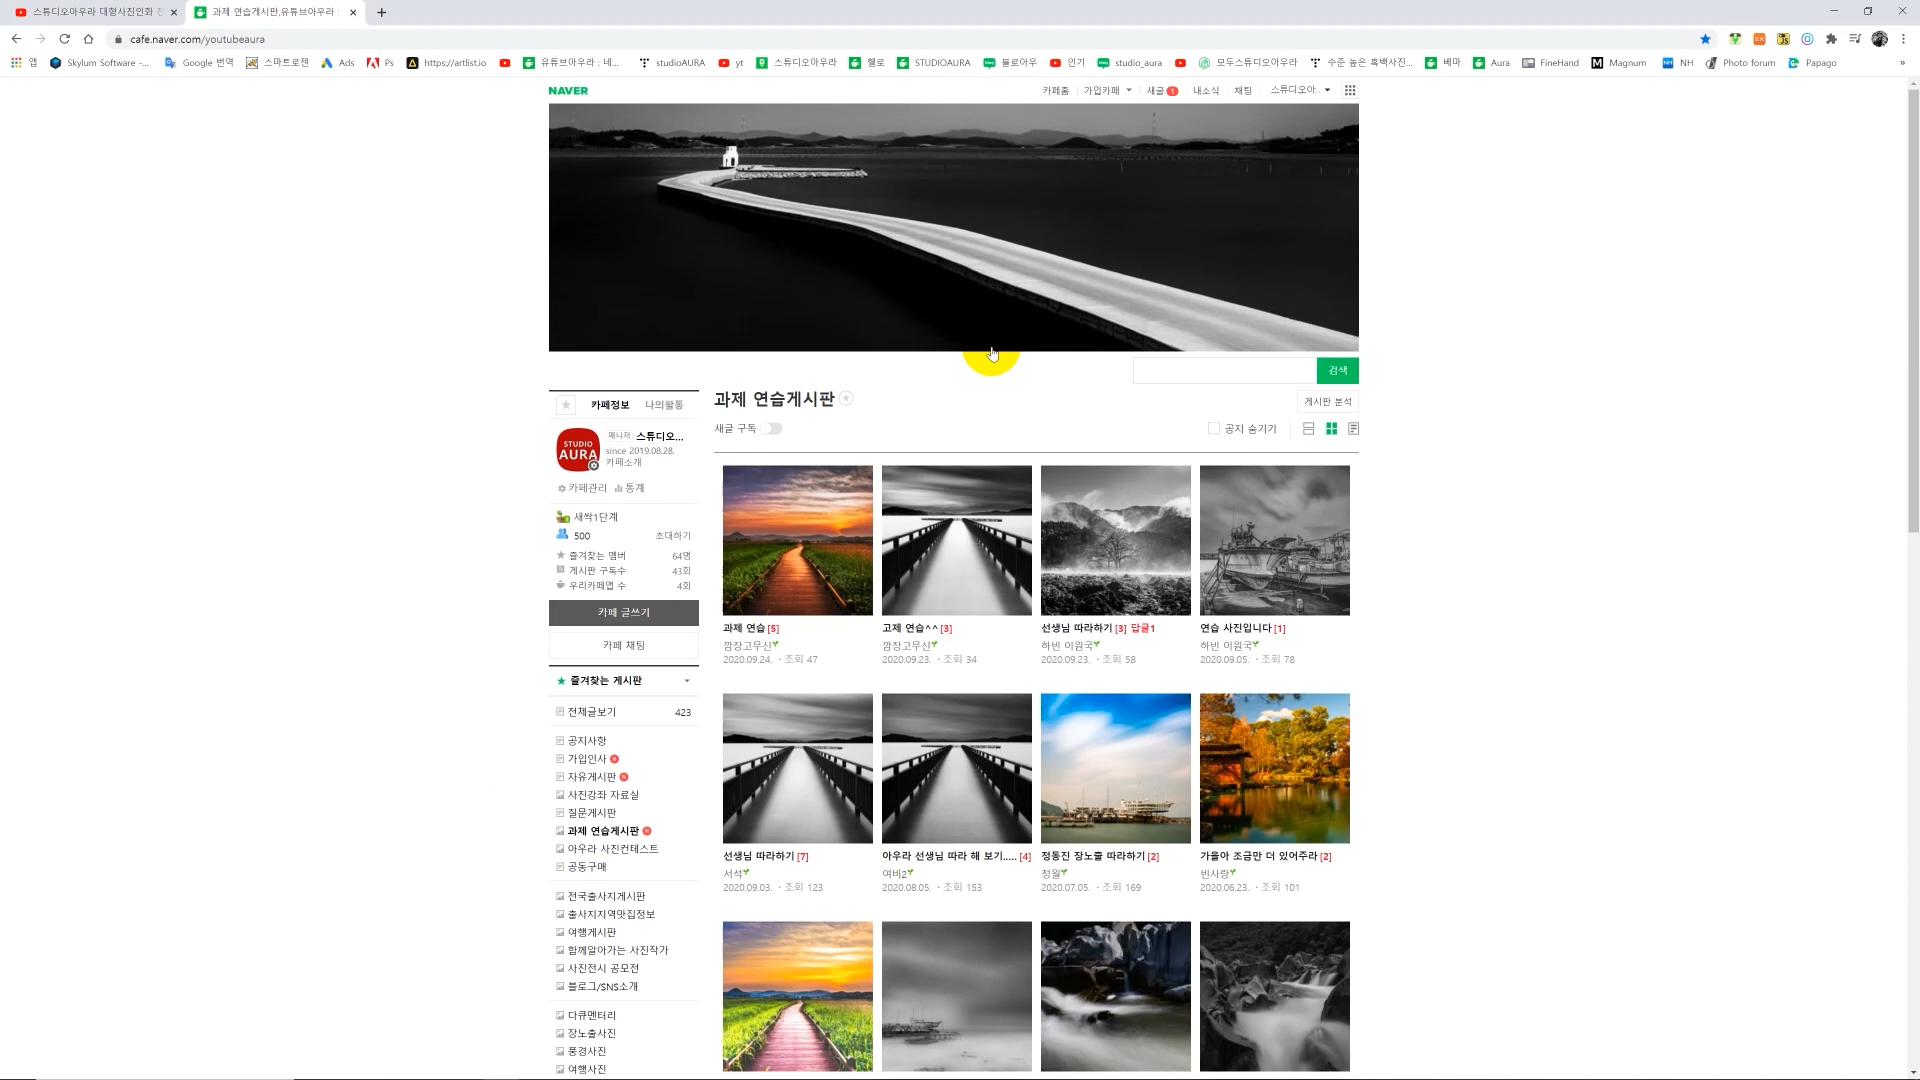 스튜디오아우라 대형사진인화 전
과제 연습게시판,유튜브아우라 :
cafe.naver.com/youtubeaura
앱
Skylum Software -...
Google 번역
스마트로젠
Ads
Ps
https://artlist.io
유튜브아우라 : 네...
studioAURA
yt
스튜디오아우라
헬로
STUDIOAURA
불로아우
인기
studio_aura
모두스튜디오아우라
수준 높은 흑백사진...
베마
Aura
FineHand
Magnum
NH
Photo forum
Papago
NAVER
카페홈
가입카페
새글 1
내소식
채팅
스튜디오아..
검색
카페정보
나의활동
STUDIO
AURA
매니저 스튜디오...
since 2019.08.28.
카페소개
카페관리
통계
새싹1단계
500
초대하기
즐겨찾는 멤버 64명
게시판 구독수 43회
우리카페앱 수 4회
카페 글쓰기
카페 채팅
즐겨찾는 게시판
전체글보기 423
공지사항
가입인사
자유게시판
사진강좌 자료실
질문게시판
과제 연습게시판
아우라 사진컨테스트
공동구매
전국출사지게시판
출사지지역맛집정보
여행게시판
함께알아가는 사진작가
사진전시 공모전
블로그/SNS소개
다큐멘터리
장노출사진
풍경사진
여행사진
과제 연습게시판
게시판 분석
새글 구독
공지 숨기기
과제 연습 [5]
깜장고무신
2020.09.24. · 조회 47
고제 연습^^ [3]
깜장고무신
2020.09.23. · 조회 34
선생님 따라하기 [3] 답글1
하빈 이원국
2020.09.23. · 조회 58
연습 사진입니다 [1]
하빈 이원국
2020.09.05. · 조회 78
선생님 따라하기 [7]
서석
2020.09.03. · 조회 123
아우라 선생님 따라 해 보기..... [4]
여비2
2020.08.05. · 조회 153
정동진 장노출 따라하기 [2]
정월
2020.07.05. · 조회 169
가을아 조금만 더 있어주라 [2]
빈사랑
2020.06.23. · 조회 101